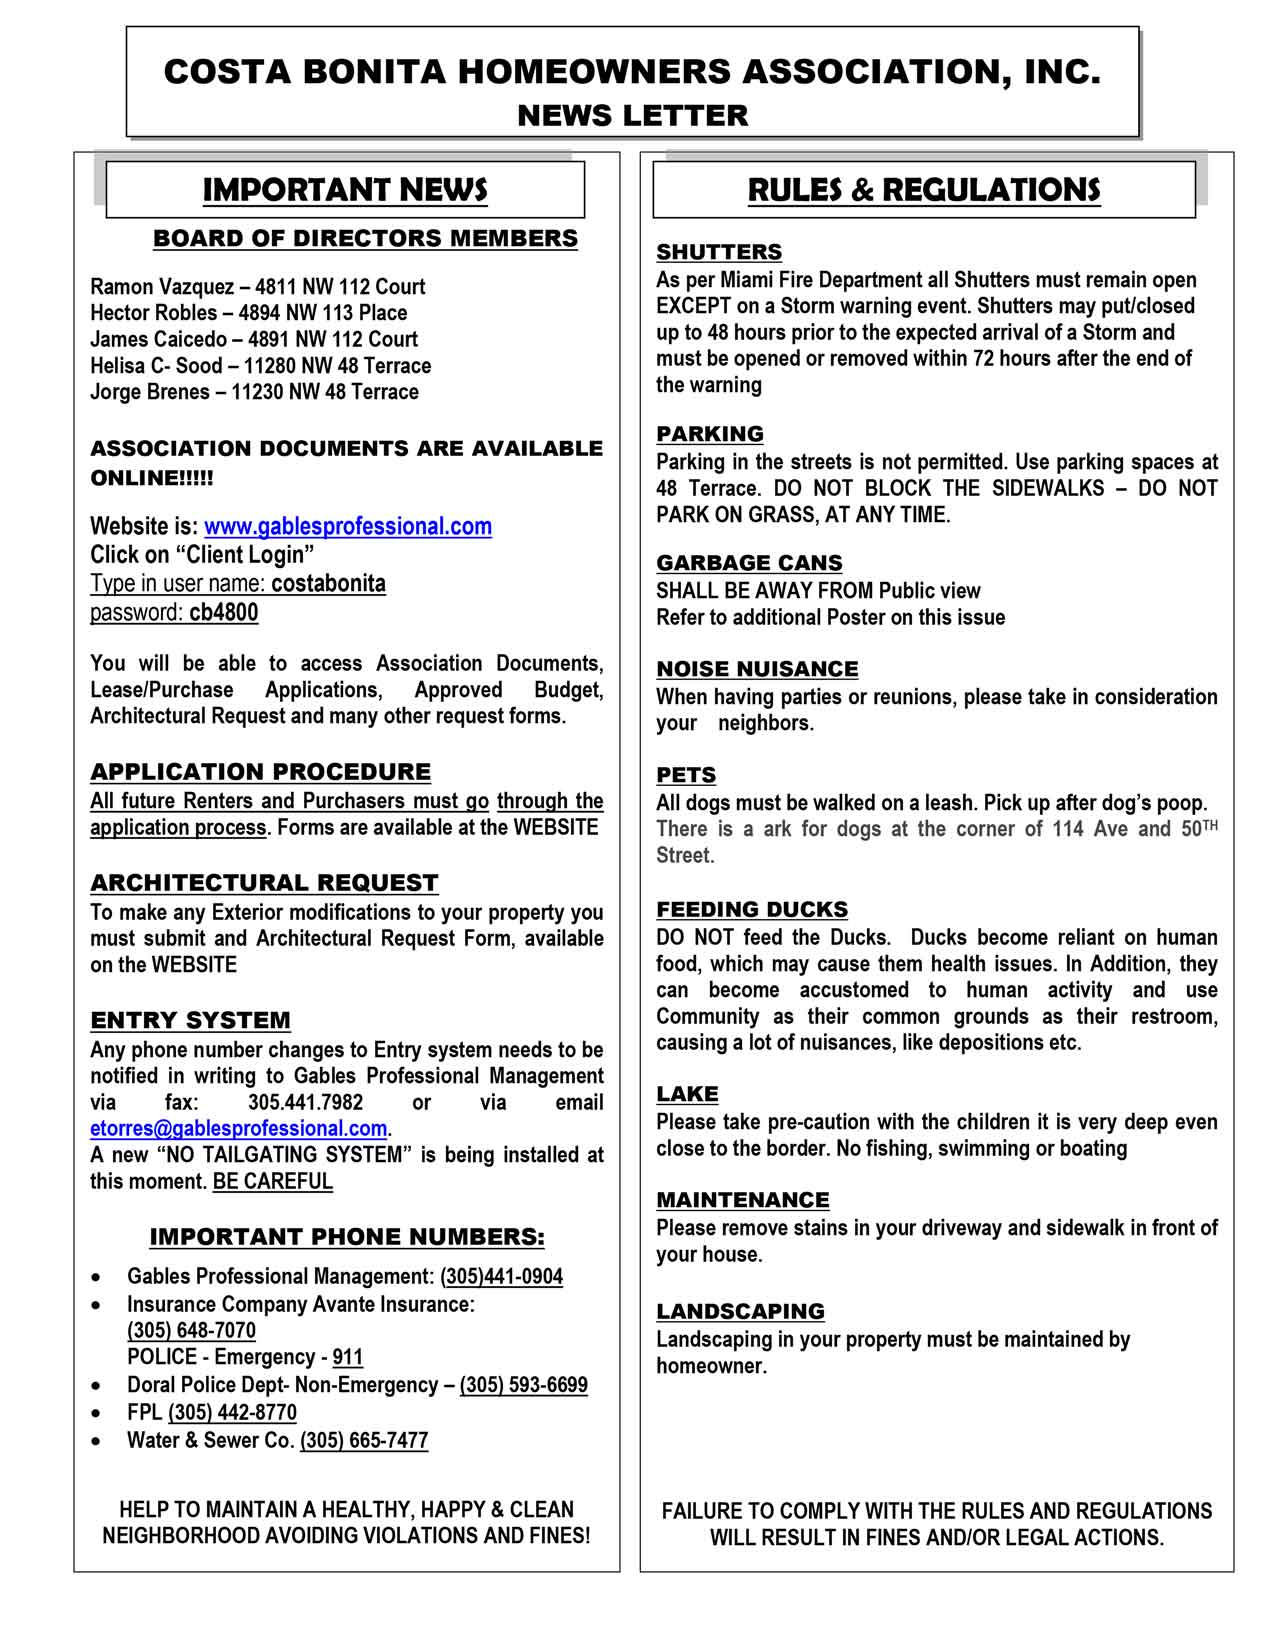 COSTA BONITA HOMEOWNERS ASSOCIATION, INC.
NEWS LETTER
IMPORTANT NEWS
BOARD OF DIRECTORS MEMBERS
Ramon Vazquez – 4811 NW 112 Court
Hector Robles – 4894 NW 113 Place
James Caicedo – 4891 NW 112 Court
Helisa C- Sood – 11280 NW 48 Terrace
Jorge Brenes – 11230 NW 48 Terrace
ASSOCIATION DOCUMENTS ARE AVAILABLE
ONLINE!!!!!
Website is: www.gablesprofessional.com
Click on “Client Login”
Type in user name: costabonita
password: cb4800
You will be able to access Association Documents,
Lease/Purchase Applications, Approved Budget,
Architectural Request and many other request forms.
APPLICATION PROCEDURE
All future Renters and Purchasers must go through the
application process. Forms are available at the WEBSITE
ARCHITECTURAL REQUEST
To make any Exterior modifications to your property you
must submit and Architectural Request Form, available
on the WEBSITE
ENTRY SYSTEM
Any phone number changes to Entry system needs to be
notified in writing to Gables Professional Management
via fax: 305.441.7982 or via email
etorres@gablesprofessional.com.
A new “NO TAILGATING SYSTEM” is being installed at
this moment. BE CAREFUL
IMPORTANT PHONE NUMBERS:
• Gables Professional Management: (305)441-0904
• Insurance Company Avante Insurance:
(305) 648-7070
POLICE - Emergency - 911
• Doral Police Dept- Non-Emergency – (305) 593-6699
• FPL (305) 442-8770
• Water & Sewer Co. (305) 665-7477
HELP TO MAINTAIN A HEALTHY, HAPPY & CLEAN
NEIGHBORHOOD AVOIDING VIOLATIONS AND FINES!
RULES & REGULATIONS
SHUTTERS
As per Miami Fire Department all Shutters must remain open
EXCEPT on a Storm warning event. Shutters may put/closed
up to 48 hours prior to the expected arrival of a Storm and
must be opened or removed within 72 hours after the end of
the warning
PARKING
Parking in the streets is not permitted. Use parking spaces at
48 Terrace. DO NOT BLOCK THE SIDEWALKS – DO NOT
PARK ON GRASS, AT ANY TIME.
GARBAGE CANS
SHALL BE AWAY FROM Public view
Refer to additional Poster on this issue
NOISE NUISANCE
When having parties or reunions, please take in consideration
your neighbors.
PETS
All dogs must be walked on a leash. Pick up after dog’s poop.
There is a ark for dogs at the corner of 114 Ave and 50TH
Street.
FEEDING DUCKS
DO NOT feed the Ducks. Ducks become reliant on human
food, which may cause them health issues. In Addition, they
can become accustomed to human activity and use
Community as their common grounds as their restroom,
causing a lot of nuisances, like depositions etc.
LAKE
Please take pre-caution with the children it is very deep even
close to the border. No fishing, swimming or boating
MAINTENANCE
Please remove stains in your driveway and sidewalk in front of
your house.
LANDSCAPING
Landscaping in your property must be maintained by
homeowner.
FAILURE TO COMPLY WITH THE RULES AND REGULATIONS
WILL RESULT IN FINES AND/OR LEGAL ACTIONS.